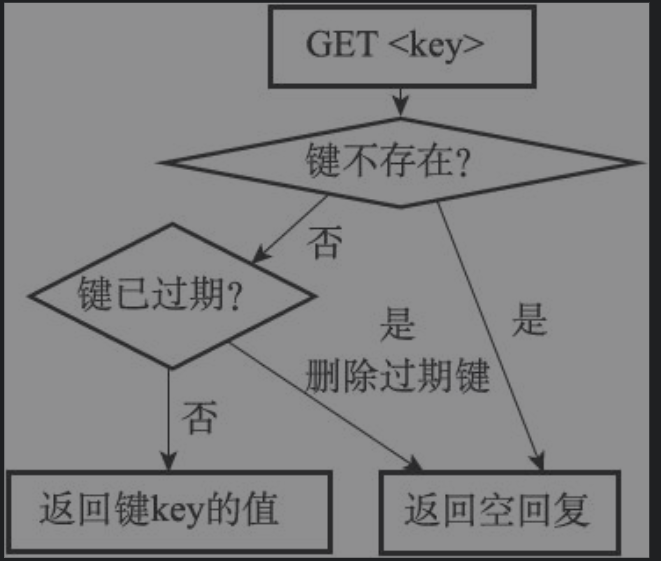 GET <key>
键不存在?
否
键已过期?
是
是
删除过期键
否
返回键key的值
返回空回复